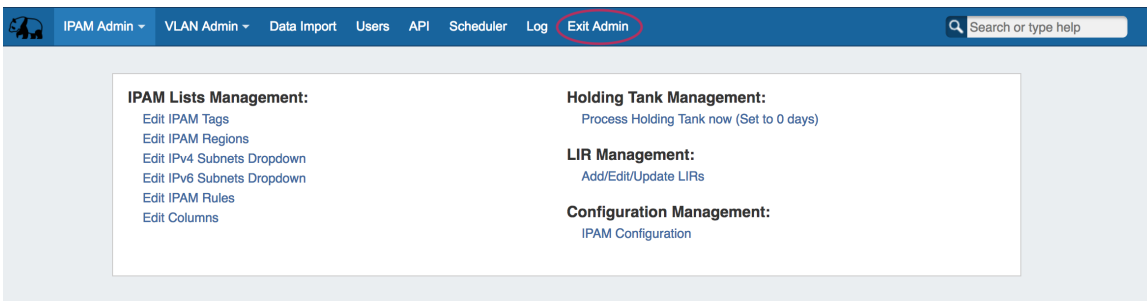 IPAM Admin VLAN Admin Data Import Users API Scheduler Log Exit Admin Search or type help
IPAM Lists Management:
Edit IPAM Tags
Edit IPAM Regions
Edit IPv4 Subnets Dropdown
Edit IPv6 Subnets Dropdown
Edit IPAM Rules
Edit Columns
Holding Tank Management:
Process Holding Tank now (Set to 0 days)
LIR Management:
Add/Edit/Update LIRs
Configuration Management:
IPAM Configuration